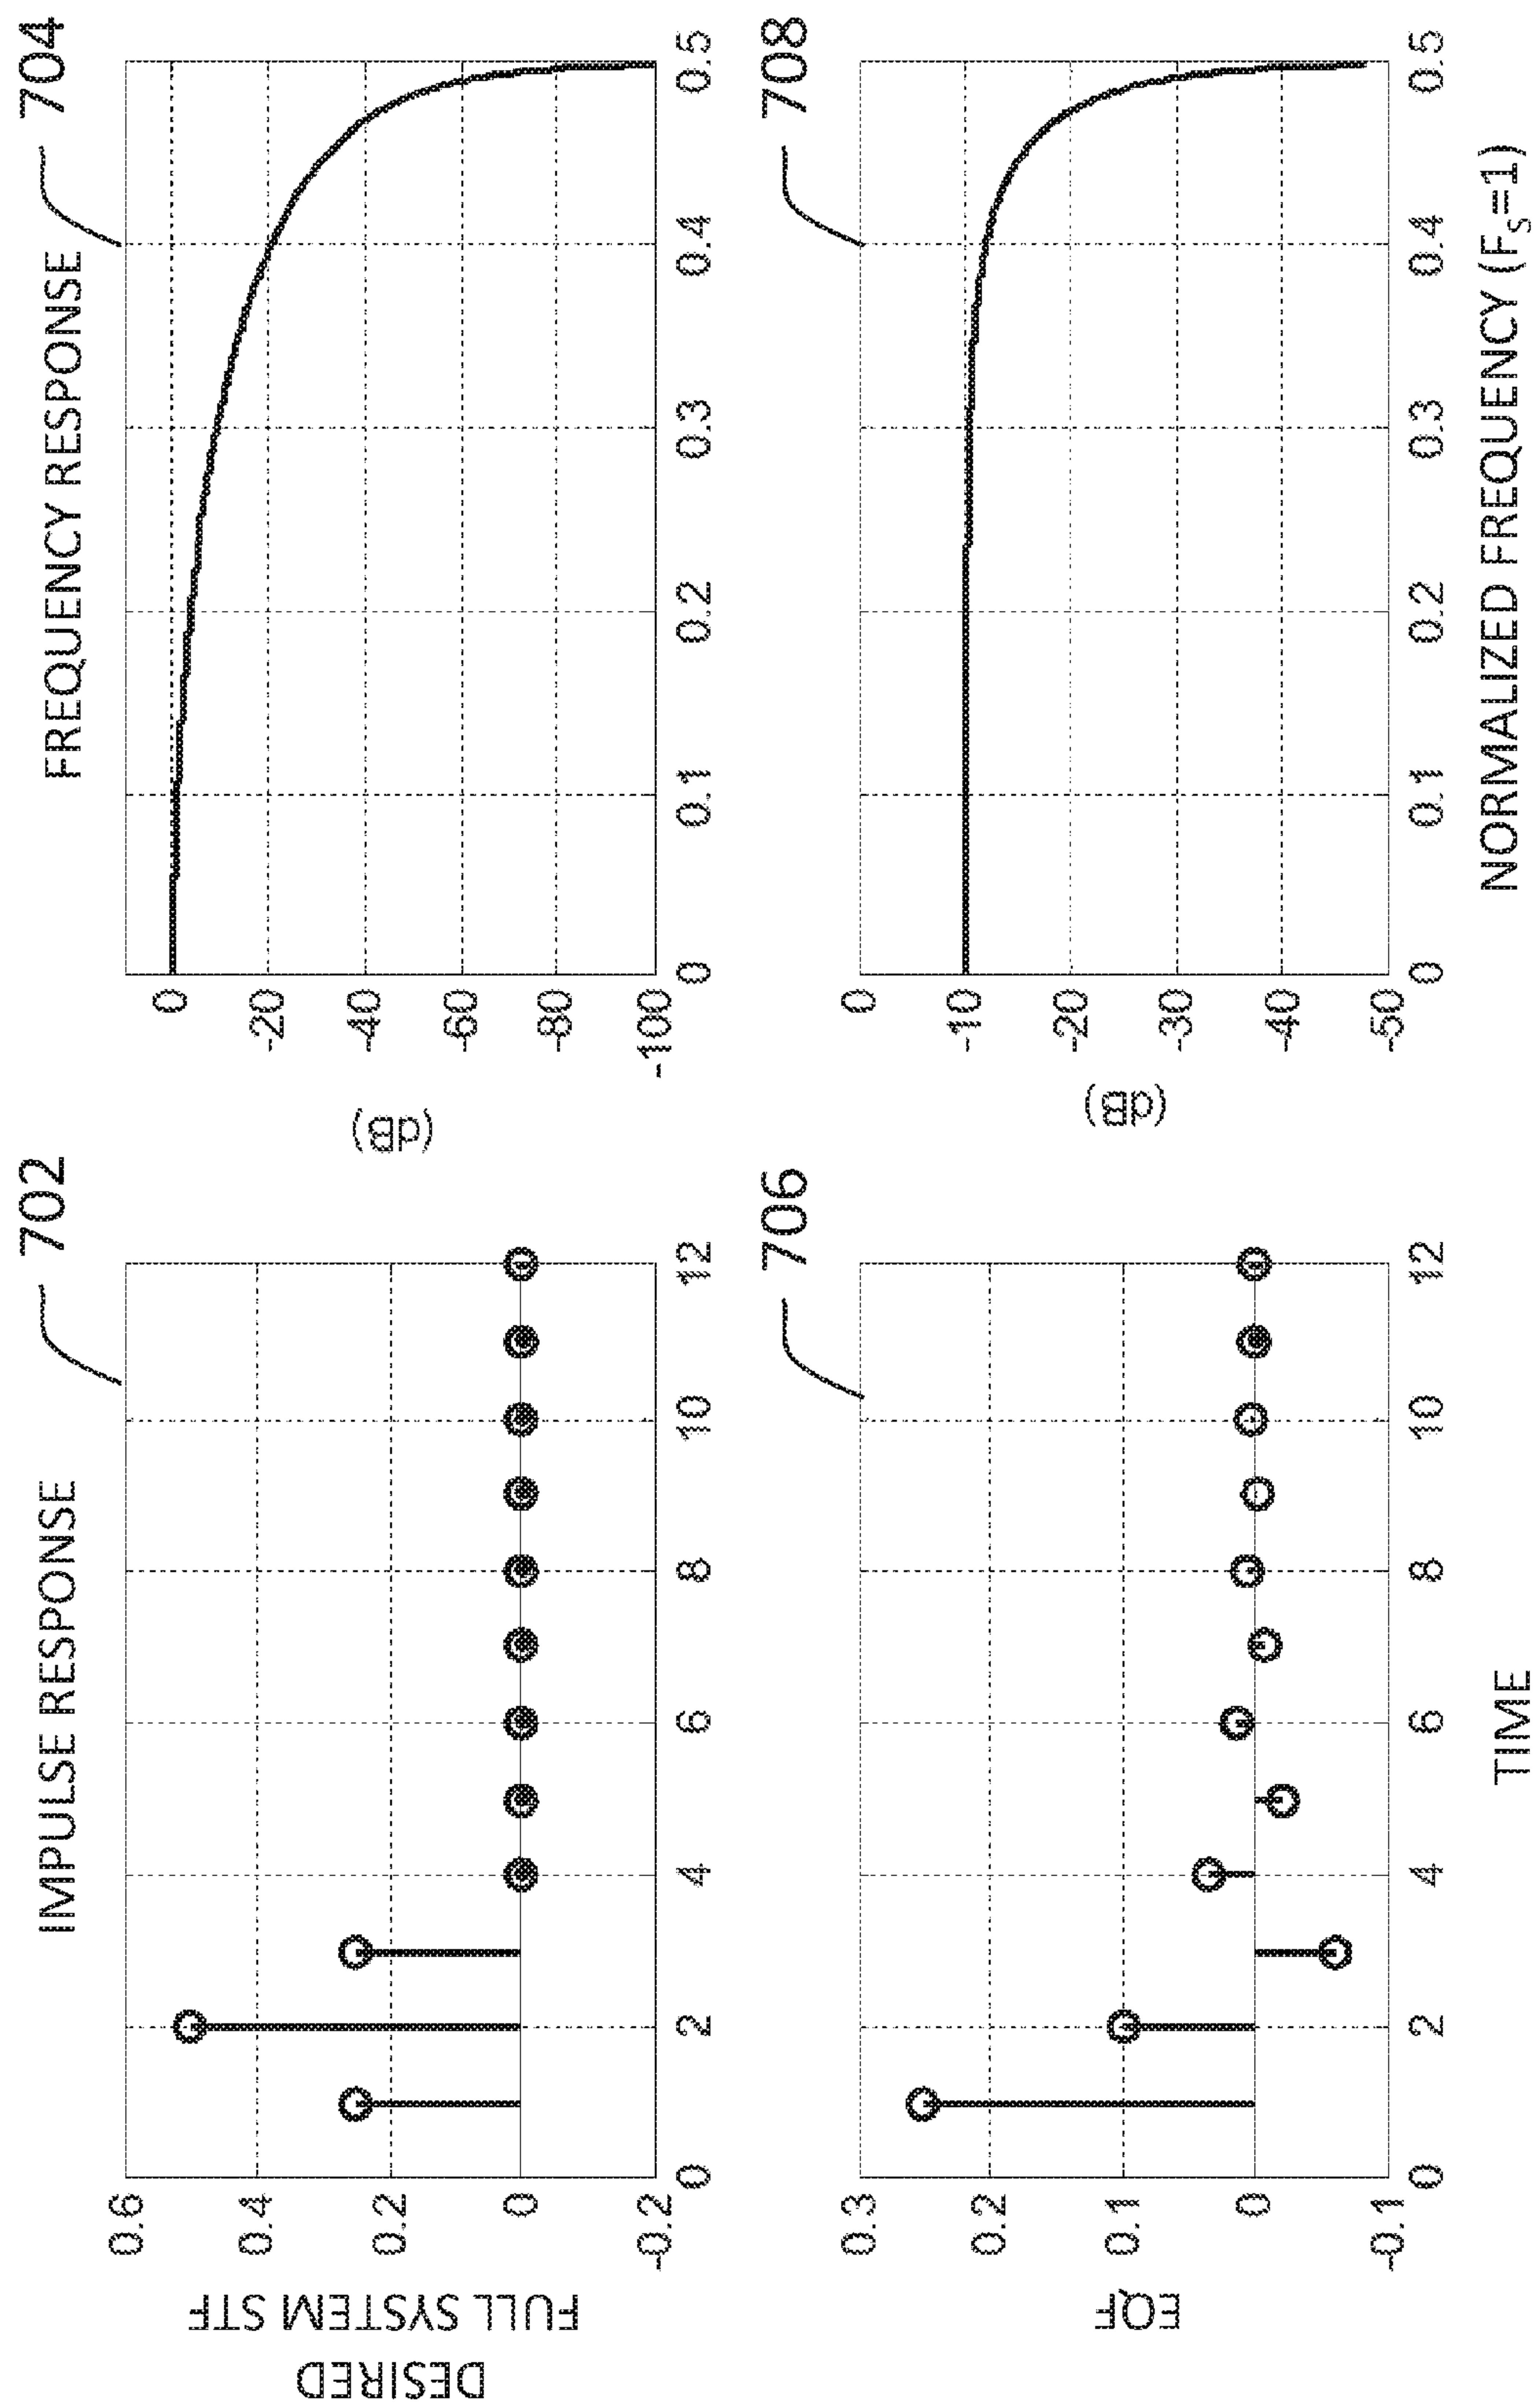 IMPULSE RESPONSE
702
FREQUENCY RESPONSE
704
DESIRED
FULL SYSTEM STF
0.6
0.4
0.2
0
-0.2
0 2 4 6 8 10 12
(dB)
0
-20
-40
-60
-80
-100
0 0.1 0.2 0.3 0.4 0.5
706
708
EQF
0.3
0.2
0.1
0
-0.1
0 2 4 6 8 10 12
TIME
(dB)
0
-10
-20
-30
-40
-50
0 0.1 0.2 0.3 0.4 0.5
NORMALIZED FREQUENCY (FS=1)